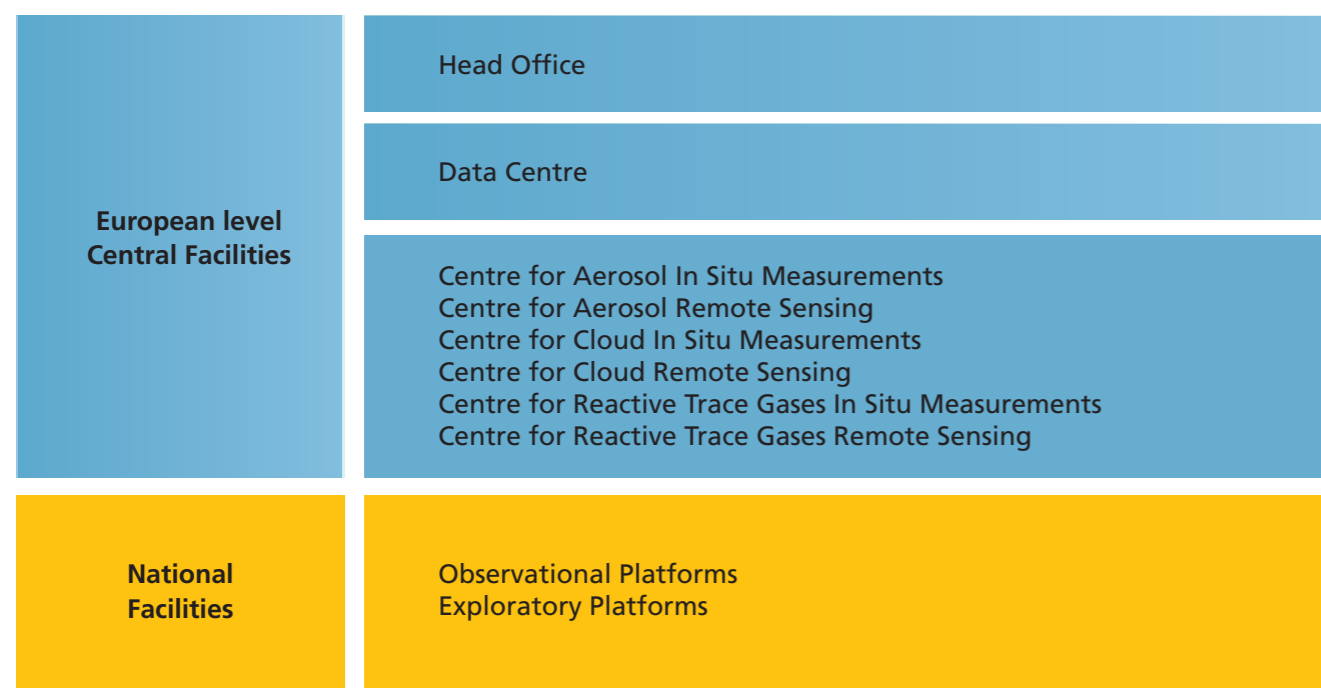 European level
Central Facilities
Head Office
Data Centre
Centre for Aerosol In Situ Measurements
Centre for Aerosol Remote Sensing
Centre for Cloud In Situ Measurements
Centre for Cloud Remote Sensing
Centre for Reactive Trace Gases In Situ Measurements
Centre for Reactive Trace Gases Remote Sensing
National
Facilities
Observational Platforms
Exploratory Platforms